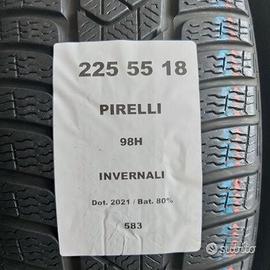 225 55 18
PIRELLI
98H
INVERNALI
Dot. 2021 / Bat. 80%
583
subito